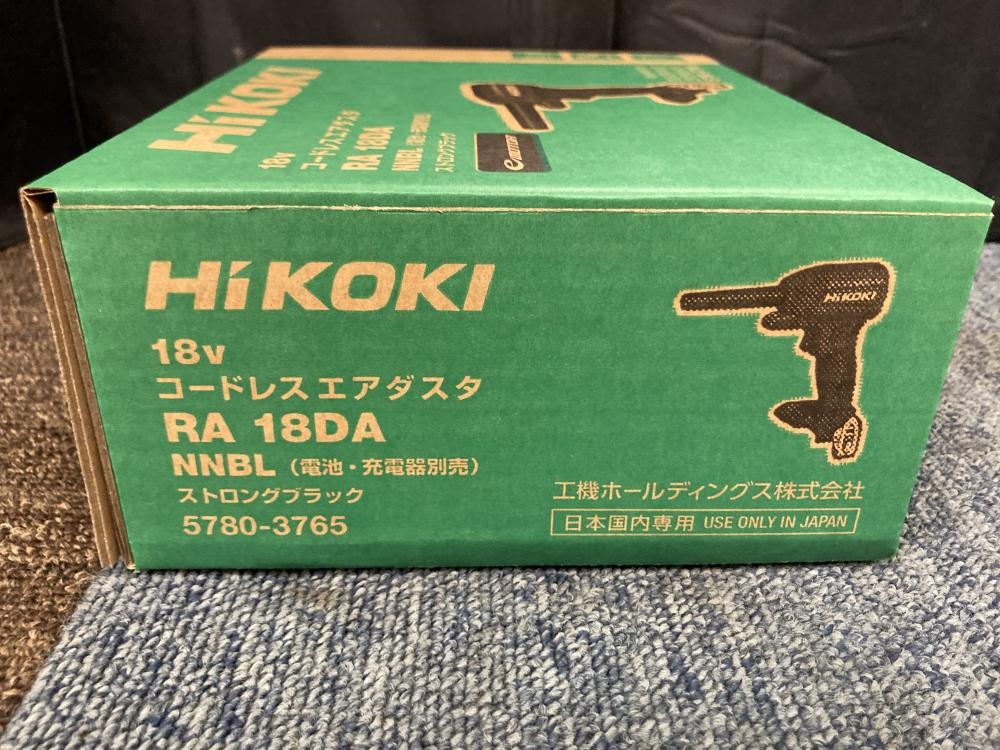 HiKOKI
18v
コードレスエアダスタ
RA 18DA
NNBL
ストロングブラック
HiKOKI
18v
コードレスエアダスタ
RA 18DA
NNBL（電池・充電器別売）
ストロングブラック
5780-3765
HiKOKI
工機ホールディングス株式会社
日本国内専用 USE ONLY IN JAPAN